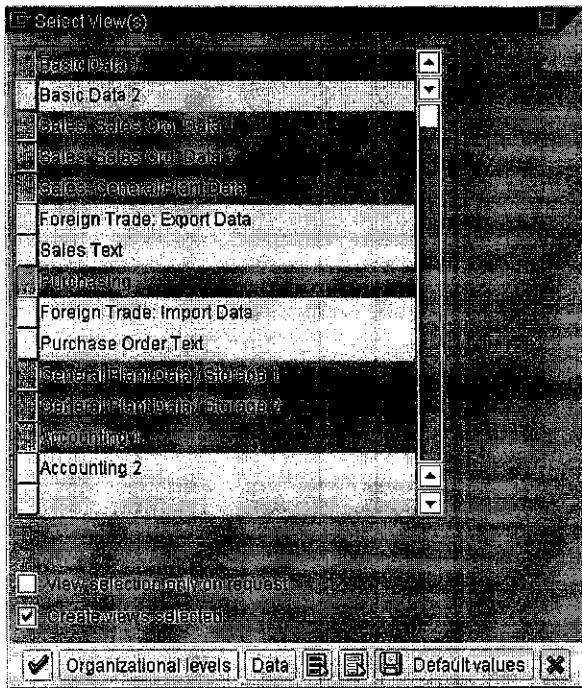 Select View(s)
Basic Data 1
Basic Data 2
Sales: Sales Org. Data 1
Sales: Sales Org. Data 2
Sales: General/Plant Data
Foreign Trade: Export Data
Sales Text
Purchasing
Foreign Trade: Import Data
Purchase Order Text
General Plant Data / Storage 1
General Plant Data / Storage 2
Accounting 1
Accounting 2
View selection only on request
Create views selected
Organizational levels
Data
Default values